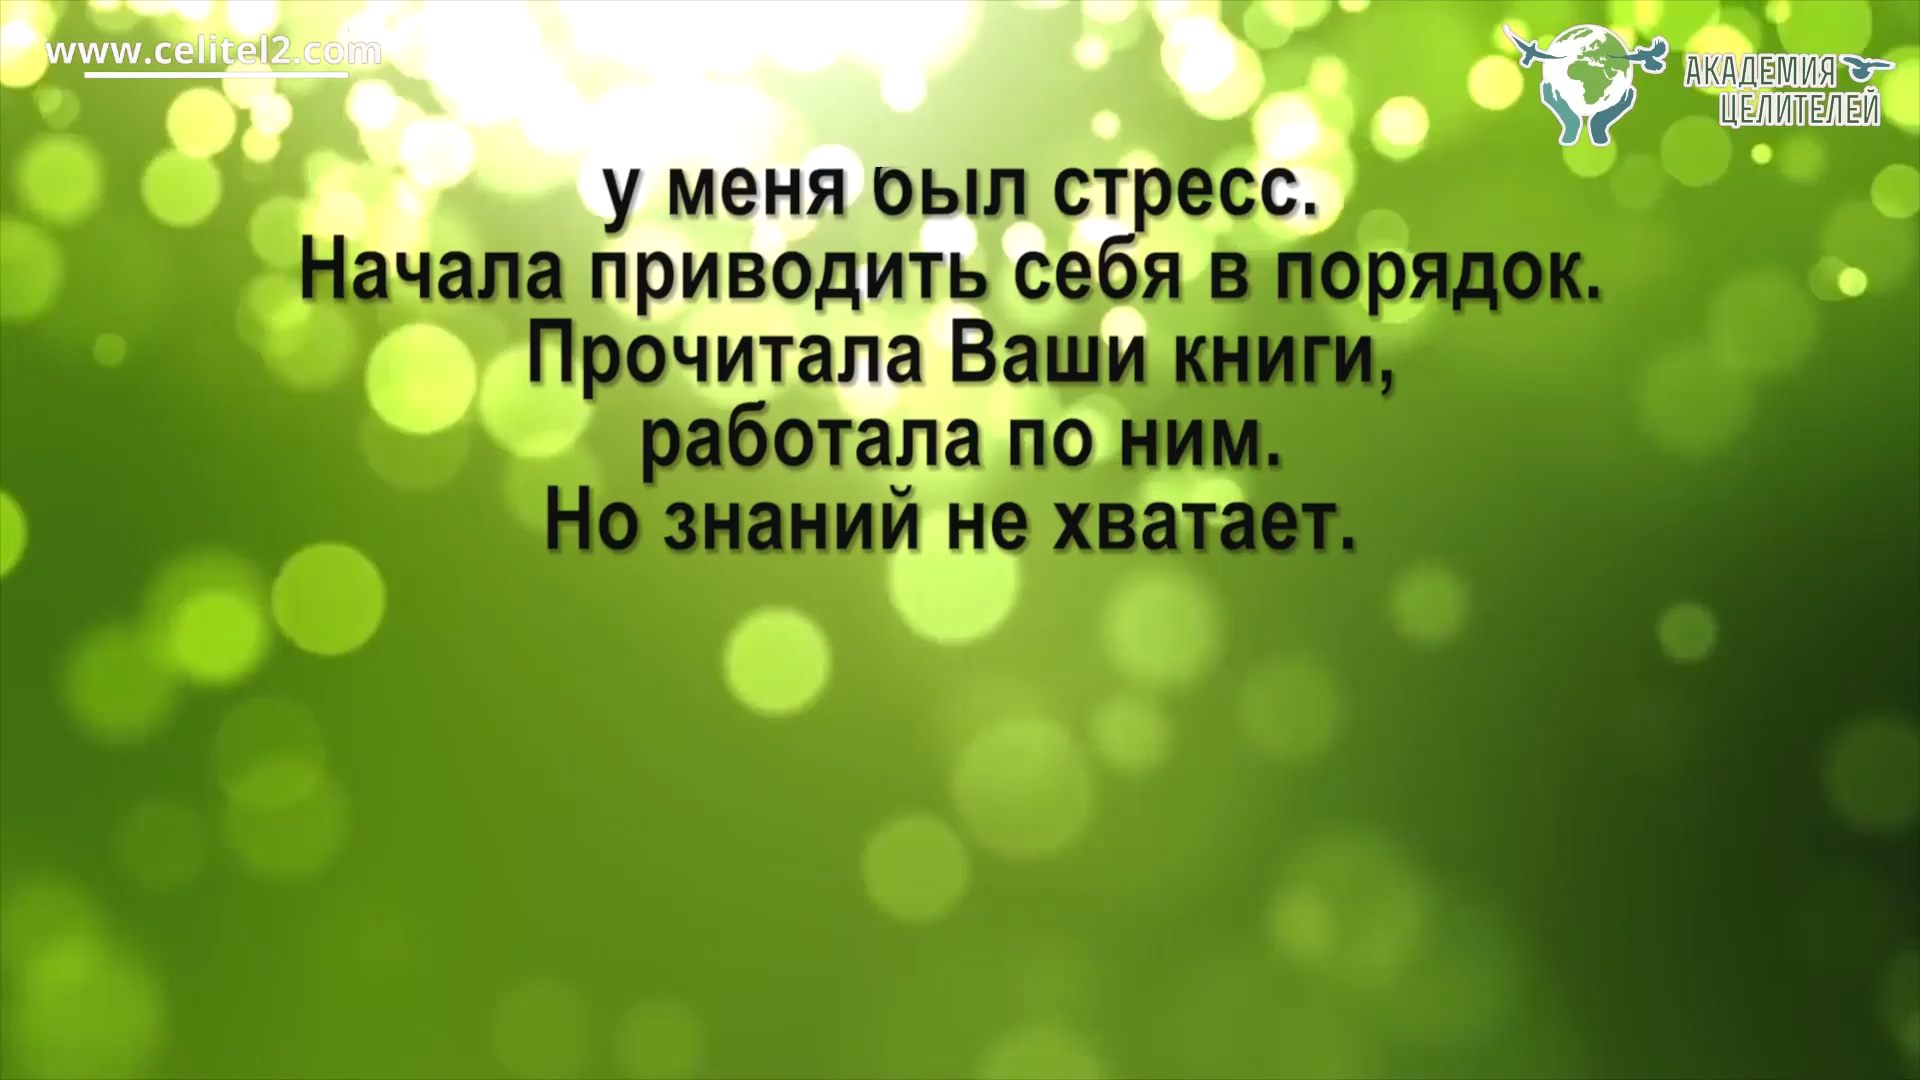 www.celitel2.com
АКАДЕМИЯ
ЦЕЛИТЕЛЕЙ
у меня был стресс.
Начала приводить себя в порядок.
Прочитала Ваши книги,
работала по ним.
Но знаний не хватает.